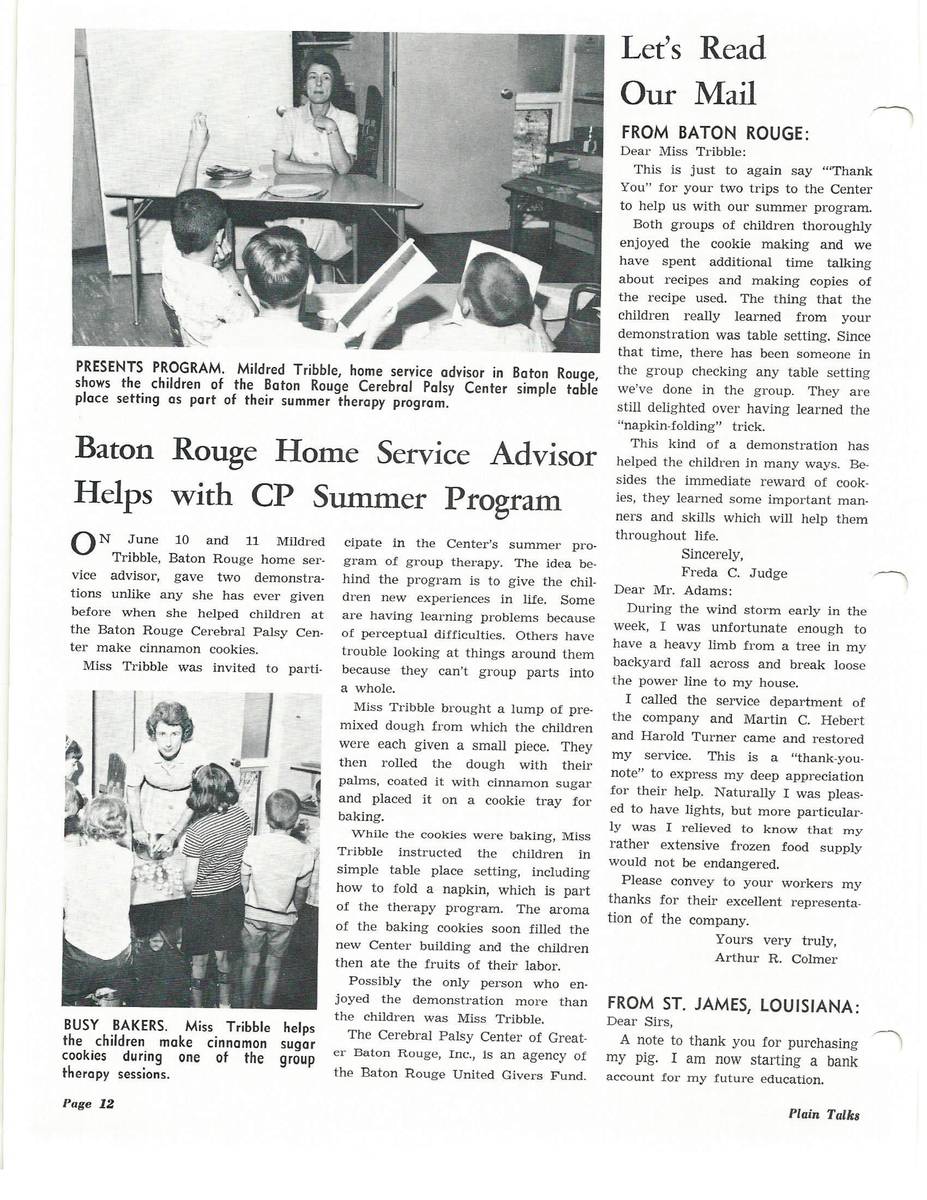 PRESENTS PROGRAM. Mildred Tribble, home service advisor in Baton Rouge,
shows the children of the Baton Rouge Cerebral Palsy Center simple table
place setting as part of their summer therapy program.
Baton Rouge Home Service Advisor
Helps with CP Summer Program
ON June 10 and 11 Mildred
Tribble, Baton Rouge home ser-
vice advisor, gave two demonstra-
tions unlike any she has ever given
before when she helped children at
the Baton Rouge Cerebral Palsy Cen-
ter make cinnamon cookies.
Miss Tribble was invited to parti-
BUSY BAKERS. Miss Tribble helps
the children make cinnamon sugar
cookies during one of the group
therapy sessions.
cipate in the Center's summer pro-
gram of group therapy. The idea be-
hind the program is to give the chil-
dren new experiences in life. Some
are having learning problems because
of perceptual difficulties. Others have
trouble looking at things around them
because they can't group parts into
a whole.
Miss Tribble brought a lump of pre-
mixed dough from which the children
were each given a small piece. They
then rolled the dough with their
palms, coated it with cinnamon sugar
and placed it on a cookie tray for
baking.
While the cookies were baking, Miss
Tribble instructed the children in
simple table place setting, including
how to fold a napkin, which is part
of the therapy program. The aroma
of the baking cookies soon filled the
new Center building and the children
then ate the fruits of their labor.
Possibly the only person who en-
joyed the demonstration more than
the children was Miss Tribble.
The Cerebral Palsy Center of Great-
er Baton Rouge, Inc., is an agency of
the Baton Rouge United Givers Fund.
Let's Read
Our Mail
FROM BATON ROUGE:
Dear Miss Tribble:
This is just to again say "'Thank
You" for your two trips to the Center
to help us with our summer program.
Both groups of children thoroughly
enjoyed the cookie making and we
have spent additional time talking
about recipes and making copies of
the recipe used. The thing that the
children really learned from your
demonstration was table setting. Since
that time, there has been someone in
the group checking any table setting
we've done in the group. They are
still delighted over having learned the
"napkin-folding" trick.
This kind of a demonstration has
helped the children in many ways. Be-
sides the immediate reward of cook-
ies, they learned some important man-
ners and skills which will help them
throughout life.
Sincerely,
Freda C. Judge
Dear Mr. Adams:
During the wind storm early in the
week, I was unfortunate enough to
have a heavy limb from a tree in my
backyard fall across and break loose
the power line to my house.
I called the service department of
the company and Martin C. Hebert
and Harold Turner came and restored
my service. This is a "thank-you-
note" to express my deep appreciation
for their help. Naturally I was pleas-
ed to have lights, but more particular-
ly was I relieved to know that my
rather extensive frozen food supply
would not be endangered.
Please convey to your workers my
thanks for their excellent representa-
tion of the company.
Yours very truly,
Arthur R. Colmer
FROM ST. JAMES, LOUISIANA:
Dear Sirs,
A note to thank you for purchasing
my pig. I am now starting a bank
account for my future education.
Page 12
Plain Talks